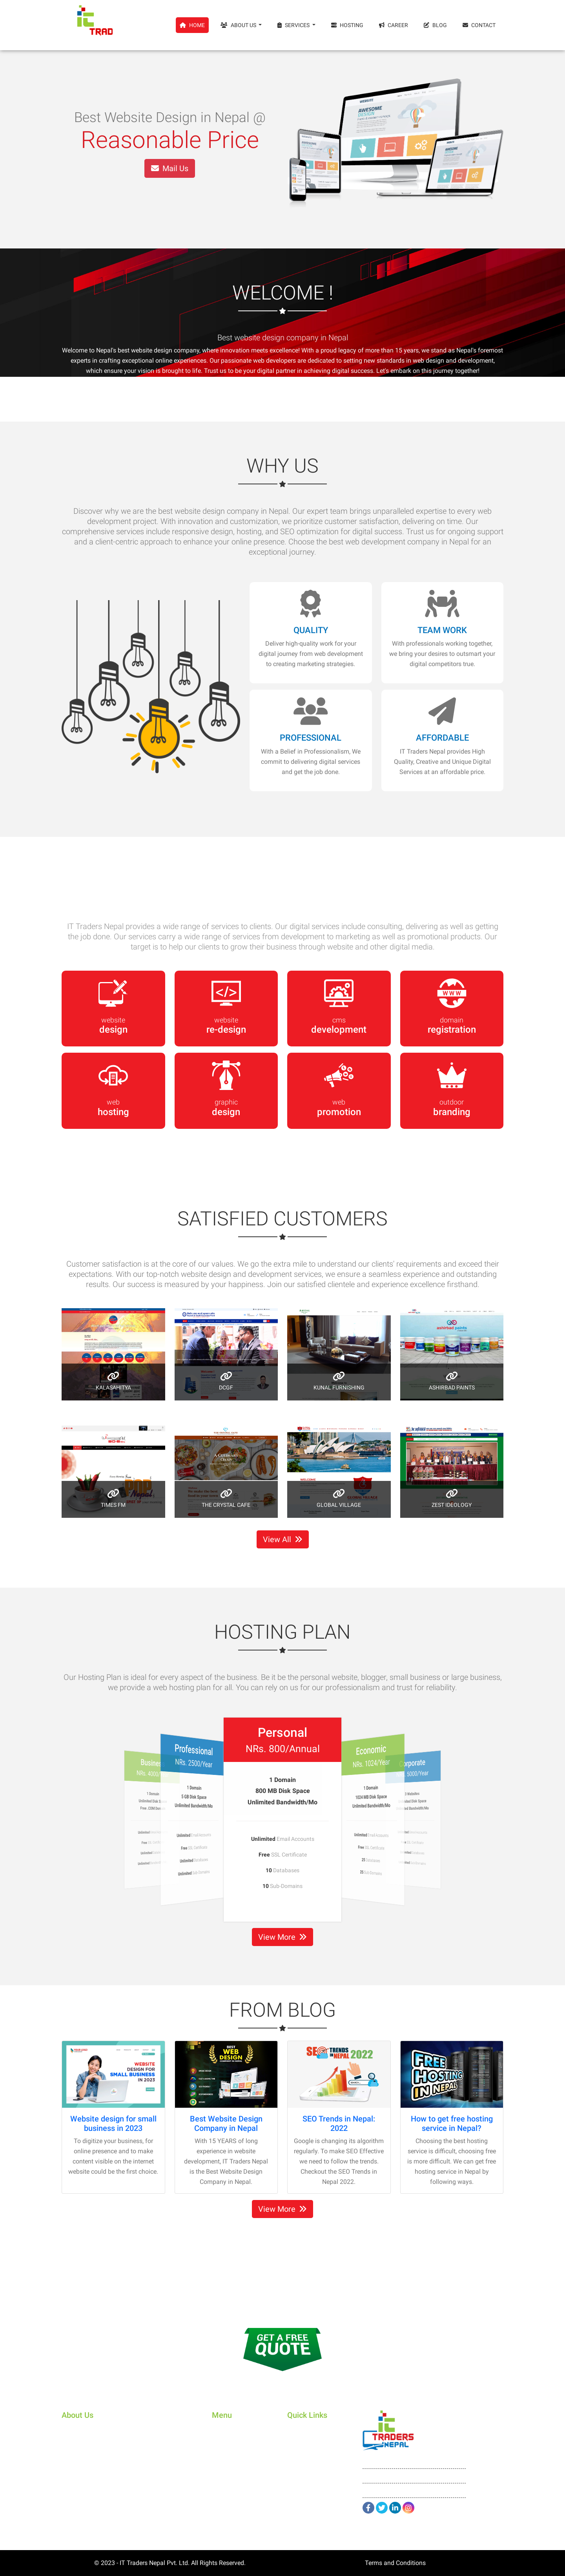 TRAD
HOME
ABOUT US
SERVICES
HOSTING
CAREER
BLOG
CONTACT
Best Website Design in Nepal @
Reasonable Price
Mail Us
AWESOME DESIGN
WELCOME !
Best website design company in Nepal
Welcome to Nepal's best website design company, where innovation meets excellence! With a proud legacy of more than 15 years, we stand as Nepal's foremost
experts in crafting exceptional online experiences. Our passionate web developers are dedicated to setting new standards in web design and development,
which ensure your vision is brought to life. Trust us to be your digital partner in achieving digital success. Let's embark on this journey together!
WHY US
Discover why we are the best website design company in Nepal. Our expert team brings unparalleled expertise to every web
development project. With innovation and customization, we prioritize customer satisfaction, delivering on time. Our
comprehensive services include responsive design, hosting, and SEO optimization for digital success. Trust us for ongoing support
and a client-centric approach to enhance your online presence. Choose the best web development company in Nepal for an
exceptional journey.
QUALITY
Deliver high-quality work for your
digital journey from web development
to creating marketing strategies.
TEAM WORK
With professionals working together,
we bring your desires to outsmart your
digital competitors true.
PROFESSIONAL
With a Belief in Professionalism, We
commit to delivering digital services
and get the job done.
AFFORDABLE
IT Traders Nepal provides High
Quality, Creative and Unique Digital
Services at an affordable price.
IT Traders Nepal provides a wide range of services to clients. Our digital services include consulting, delivering as well as getting
the job done. Our services carry a wide range of services from development to marketing as well as promotional products. Our
target is to help our clients to grow their business through website and other digital media.
website
design
website
re-design
cms
development
WWW
domain
registration
web
hosting
graphic
design
web
promotion
outdoor
branding
SATISFIED CUSTOMERS
Customer satisfaction is at the core of our values. We go the extra mile to understand our clients' requirements and exceed their
expectations. With our top-notch website design and development services, we ensure a seamless experience and outstanding
results. Our success is measured by your happiness. Join our satisfied clientele and experience excellence firsthand.
KALASAHITYA
DCGF
KUNAL FURNISHING
ASHIRBAD PAINTS
TIMES FM
THE CRYSTAL CAFE
GLOBAL VILLAGE
ZEST IDEOLOGY
View All
HOSTING PLAN
Our Hosting Plan is ideal for every aspect of the business. Be it be the personal website, blogger, small business or large business,
we provide a web hosting plan for all. You can rely on us for our professionalism and trust for reliability.
Professional
NRs. 2500/Year
1 Domain
5 GB Disk Space
Unlimited Bandwidth/Mo
Personal
NRs. 800/Annual
1 Domain
800 MB Disk Space
Unlimited Bandwidth/Mo
Unlimited Email Accounts
Free SSL Certificate
10 Databases
10 Sub Domains
Economic
NRs. 1024/Year
1 Domain
1024 MB Disk Space
Unlimited Bandwidth/Mo
View More
FROM BLOG
WEBSITE DESIGN FOR SMALL BUSINESS IN 2023
Website design for small
business in 2023
To digitize your business, for
online presence and to make
content visible on the internet
website could be the first choice.
BEST WEB DESIGN COMPANY IN NEPAL
Best Website Design
Company in Nepal
With 15 YEARS of long
experience in website
development, IT Traders Nepal
is the Best Website Design
Company in Nepal.
SEO TRENDS IN NEPAL 2022
SEO Trends in Nepal:
2022
Google is changing its algorithm
regularly. To make SEO Effective
we need to follow the trends.
Checkout the SEO Trends in
Nepal 2022.
FREE HOSTING IN NEPAL
How to get free hosting
service in Nepal?
Choosing the best hosting
service is difficult, choosing free
is more difficult. We can get free
hosting service in Nepal by
following ways.
View More
GET A FREE
QUOTE
About Us
Menu
Quick Links
TRADERS
NEPAL
© 2023 - IT Traders Nepal Pvt. Ltd. All Rights Reserved.
Terms and Conditions